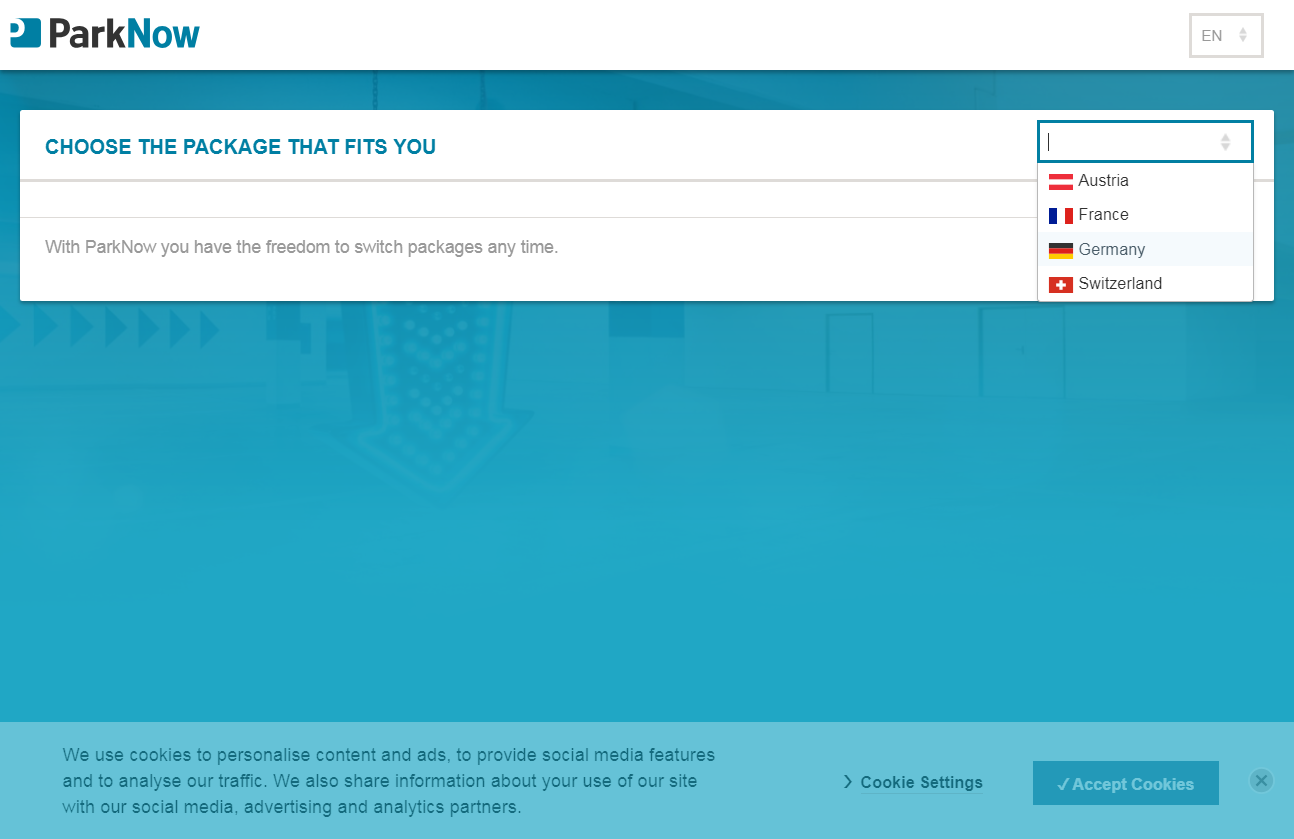 ParkNow
EN
CHOOSE THE PACKAGE THAT FITS YOU
Austria
France
Germany
Switzerland
With ParkNow you have the freedom to switch packages any time.
We use cookies to personalise content and ads, to provide social media features
and to analyse our traffic. We also share information about your use of our site
with our social media, advertising and analytics partners.
Cookie Settings
✓Accept Cookies